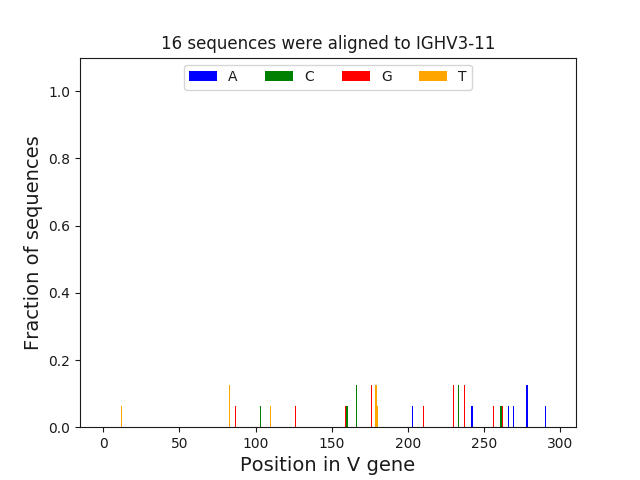 16 sequences were aligned to IGHV3-11
A C G T
Fraction of sequences
1.0
0.8
0.6
0.4
0.2
0.0
0 50 100 150 200 250 300
Position in V gene